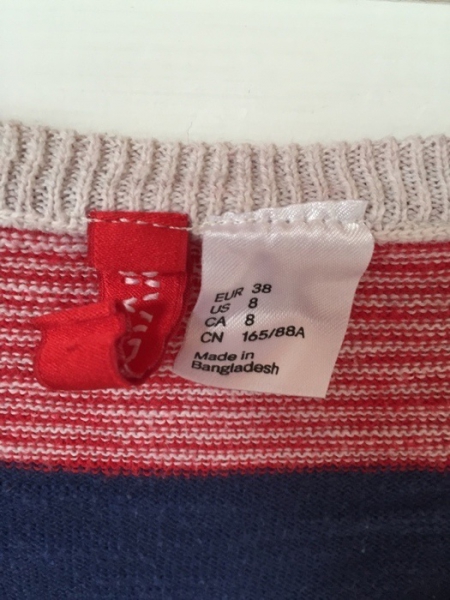 EUR 38
US 8
CA 8
CN 165/88A
Made in
Bangladesh